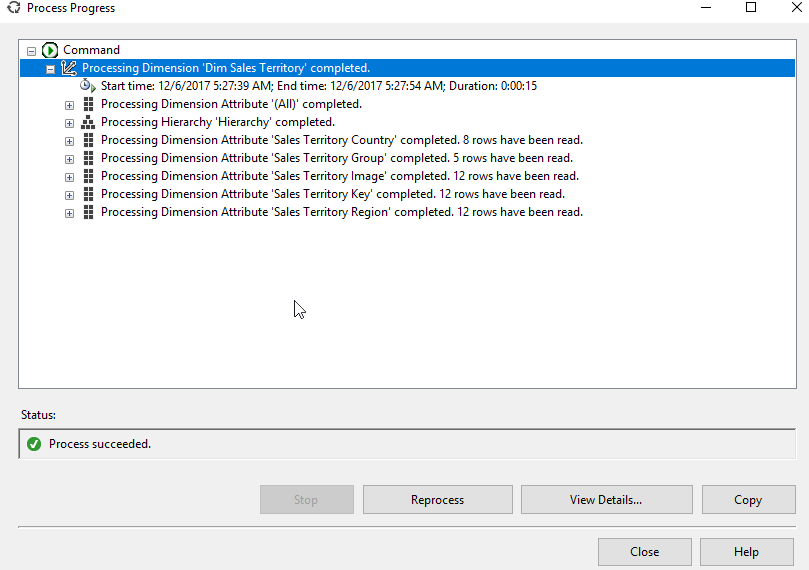 Process Progress
Command
Processing Dimension 'Dim Sales Territory' completed.
Start time: 12/6/2017 5:27:39 AM; End time: 12/6/2017 5:27:54 AM; Duration: 0:00:15
Processing Dimension Attribute '(All)' completed.
Processing Hierarchy 'Hierarchy' completed.
Processing Dimension Attribute 'Sales Territory Country' completed. 8 rows have been read.
Processing Dimension Attribute 'Sales Territory Group' completed. 5 rows have been read.
Processing Dimension Attribute 'Sales Territory Image' completed. 12 rows have been read.
Processing Dimension Attribute 'Sales Territory Key' completed. 12 rows have been read.
Processing Dimension Attribute 'Sales Territory Region' completed. 12 rows have been read.
Status:
Process succeeded.
Stop Reprocess View Details... Copy
Close Help